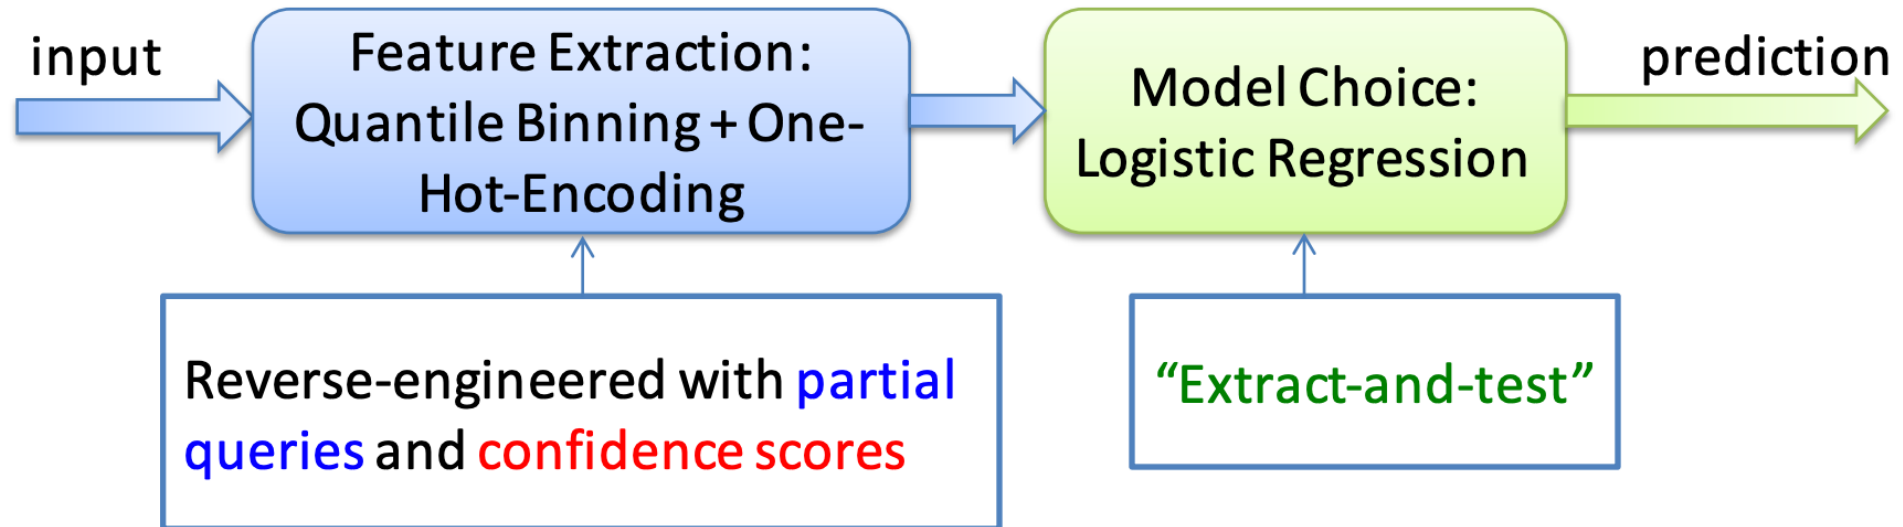 input
Feature Extraction:
Quantile Binning + One-
Hot-Encoding
Model Choice:
Logistic Regression
prediction
Reverse-engineered with partial
queries and confidence scores
“Extract-and-test”